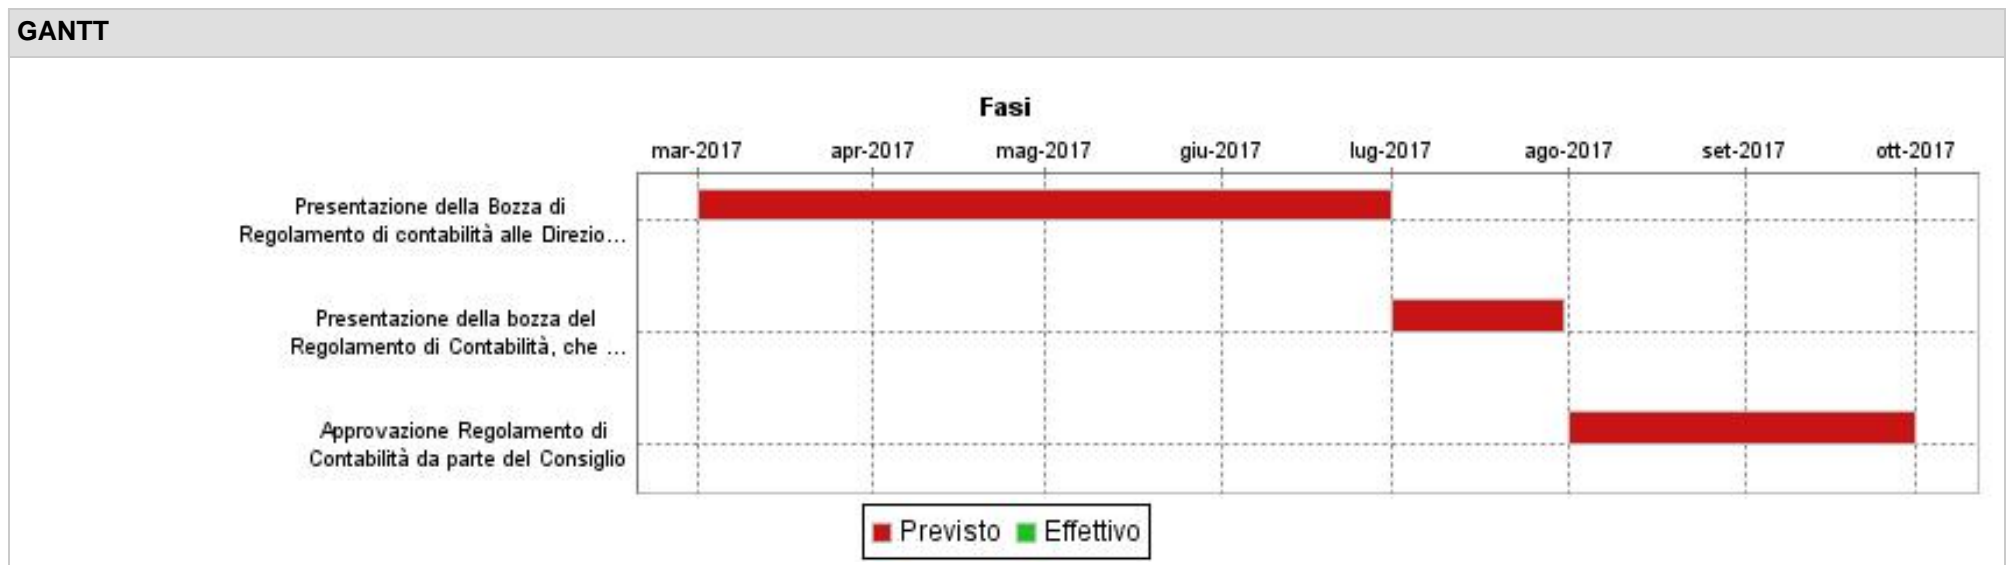 GANTT
Fasi
mar-2017 apr-2017 mag-2017 giu-2017 lug-2017 ago-2017 set-2017 ott-2017
Presentazione della Bozza di
Regolamento di contabilità alle Direzio...
Presentazione della bozza del
Regolamento di Contabilità, che ...
Approvazione Regolamento di
Contabilità da parte del Consiglio
Previsto Effettivo